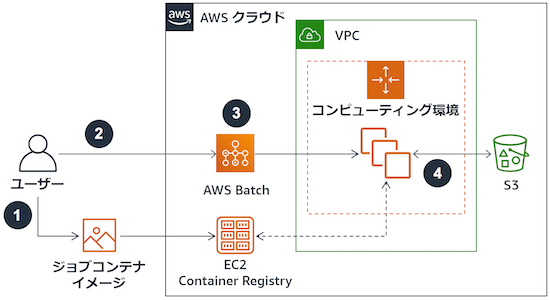 aws
AWS クラウド
VPC
コンピューティング環境
3
2
ユーザー
AWS Batch
4
S3
1
ジョブコンテナ
イメージ
EC2
Container Registry